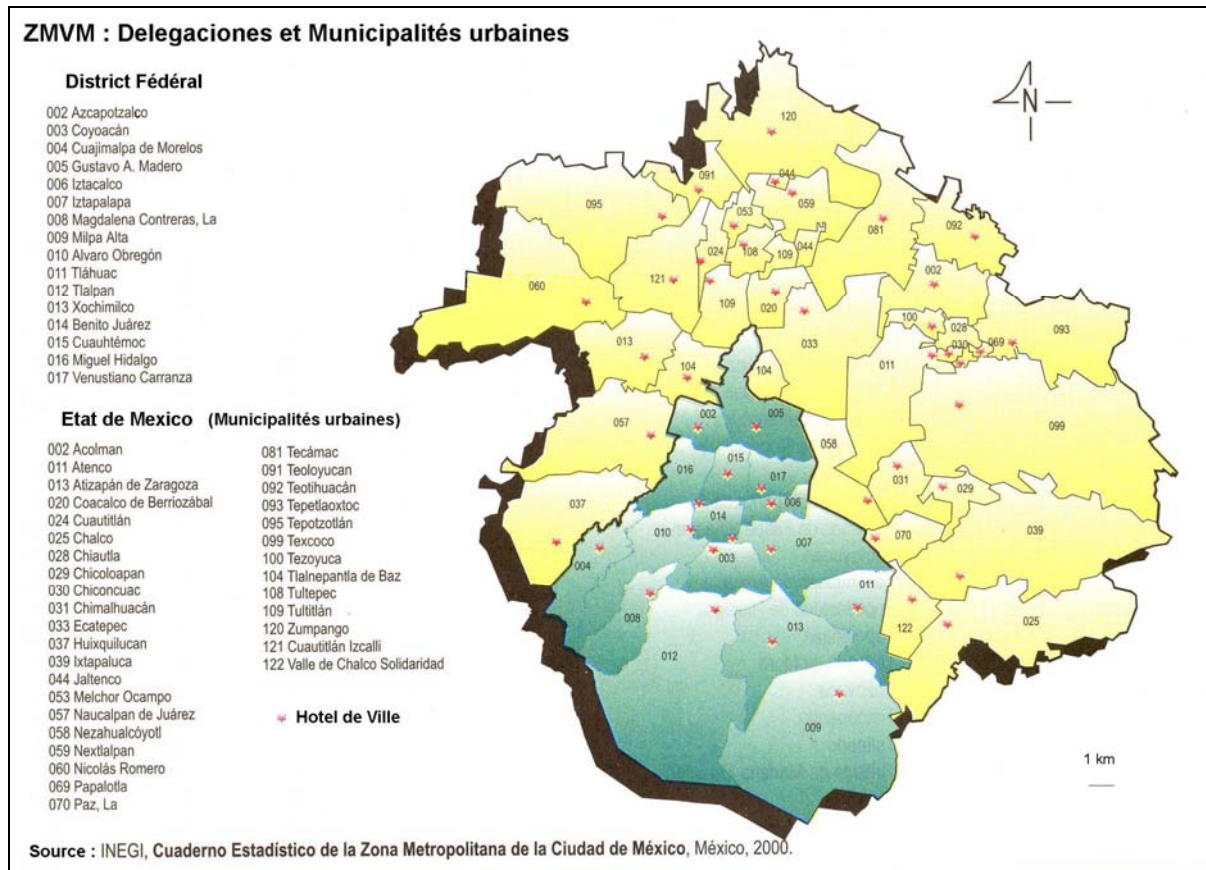 ZMVM : Delegaciones et Municipalités urbaines
District Fédéral
002 Azcapotzalco
003 Coyoacán
004 Cuajimalpa de Morelos
005 Gustavo A. Madero
006 Iztacalco
007 Iztapalapa
008 Magdalena Contreras, La
009 Milpa Alta
010 Alvaro Obregón
011 Tláhuac
012 Tlalpan
013 Xochimilco
014 Benito Juárez
015 Cuauhtémoc
016 Miguel Hidalgo
017 Venustiano Carranza
Etat de Mexico (Municipalités urbaines)
002 Acolman
011 Atenco
013 Atizapán de Zaragoza
020 Coacalco de Berriozábal
024 Cuautitlán
025 Chalco
028 Chiautla
029 Chicoloapan
030 Chiconcuac
031 Chimalhuacán
033 Ecatepec
037 Huixquilucan
039 Ixtapaluca
044 Jaltenco
053 Melchor Ocampo
057 Naucalpan de Juárez
058 Nezahualcóyotl
059 Nextlalpan
060 Nicolás Romero
069 Papalotla
070 Paz, La
081 Tecámac
091 Teoloyucan
092 Teotihuacán
093 Tepetlaoxtoc
095 Tepotzotlán
099 Texcoco
100 Tezoyuca
104 Tlalnepantla de Baz
108 Tultepec
109 Tultitlán
120 Zumpango
121 Cuautitlán Izcalli
122 Valle de Chalco Solidaridad
Hotel de Ville
N
120
091
044
095
059
053
081
092
024
108
109
044
121
002
060
109
020
100
028
093
033
030
069
013
011
104
104
002
005
057
058
099
015
016
017
031
029
037
006
014
010
070
007
039
003
004
011
008
013
122
025
012
009
1 km
Source : INEGI, Cuaderno Estadístico de la Zona Metropolitana de la Ciudad de México, México, 2000.